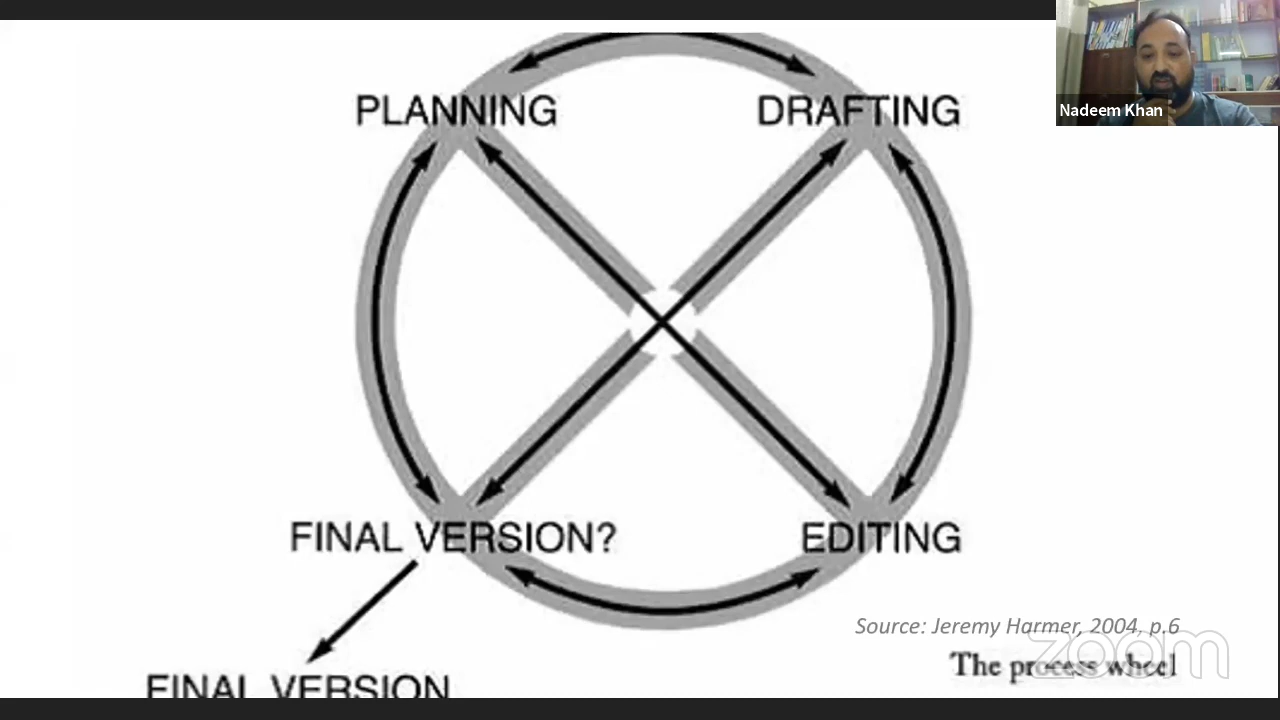 Nadeem Khan
PLANNING DRAFTING
FINAL VERSION? EDITING
Source: Jeremy Harmer, 2004, p.6
zoom
The process wheel
FINAL VERSION